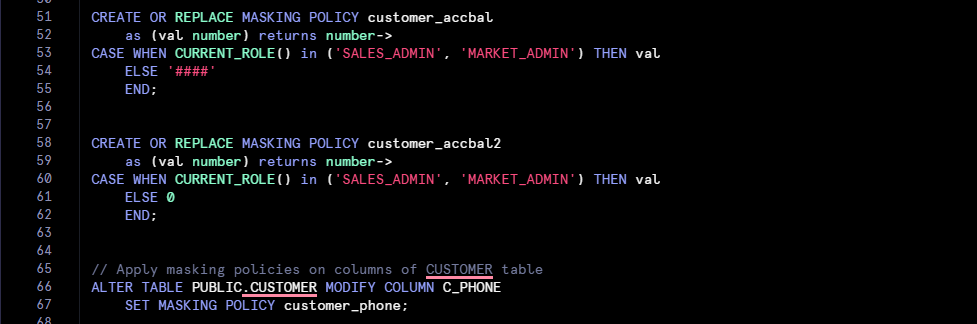 51 CREATE OR REPLACE MASKING POLICY customer_accbal
52     as (val number) returns number->
53 CASE WHEN CURRENT_ROLE() in ('SALES_ADMIN', 'MARKET_ADMIN') THEN val
54     ELSE '####'
55     END;
56
57
58 CREATE OR REPLACE MASKING POLICY customer_accbal2
59     as (val number) returns number->
60 CASE WHEN CURRENT_ROLE() in ('SALES_ADMIN', 'MARKET_ADMIN') THEN val
61     ELSE 0
62     END;
63
64
65 // Apply masking policies on columns of CUSTOMER table
66 ALTER TABLE PUBLIC.CUSTOMER MODIFY COLUMN C_PHONE
67     SET MASKING POLICY customer_phone;
68